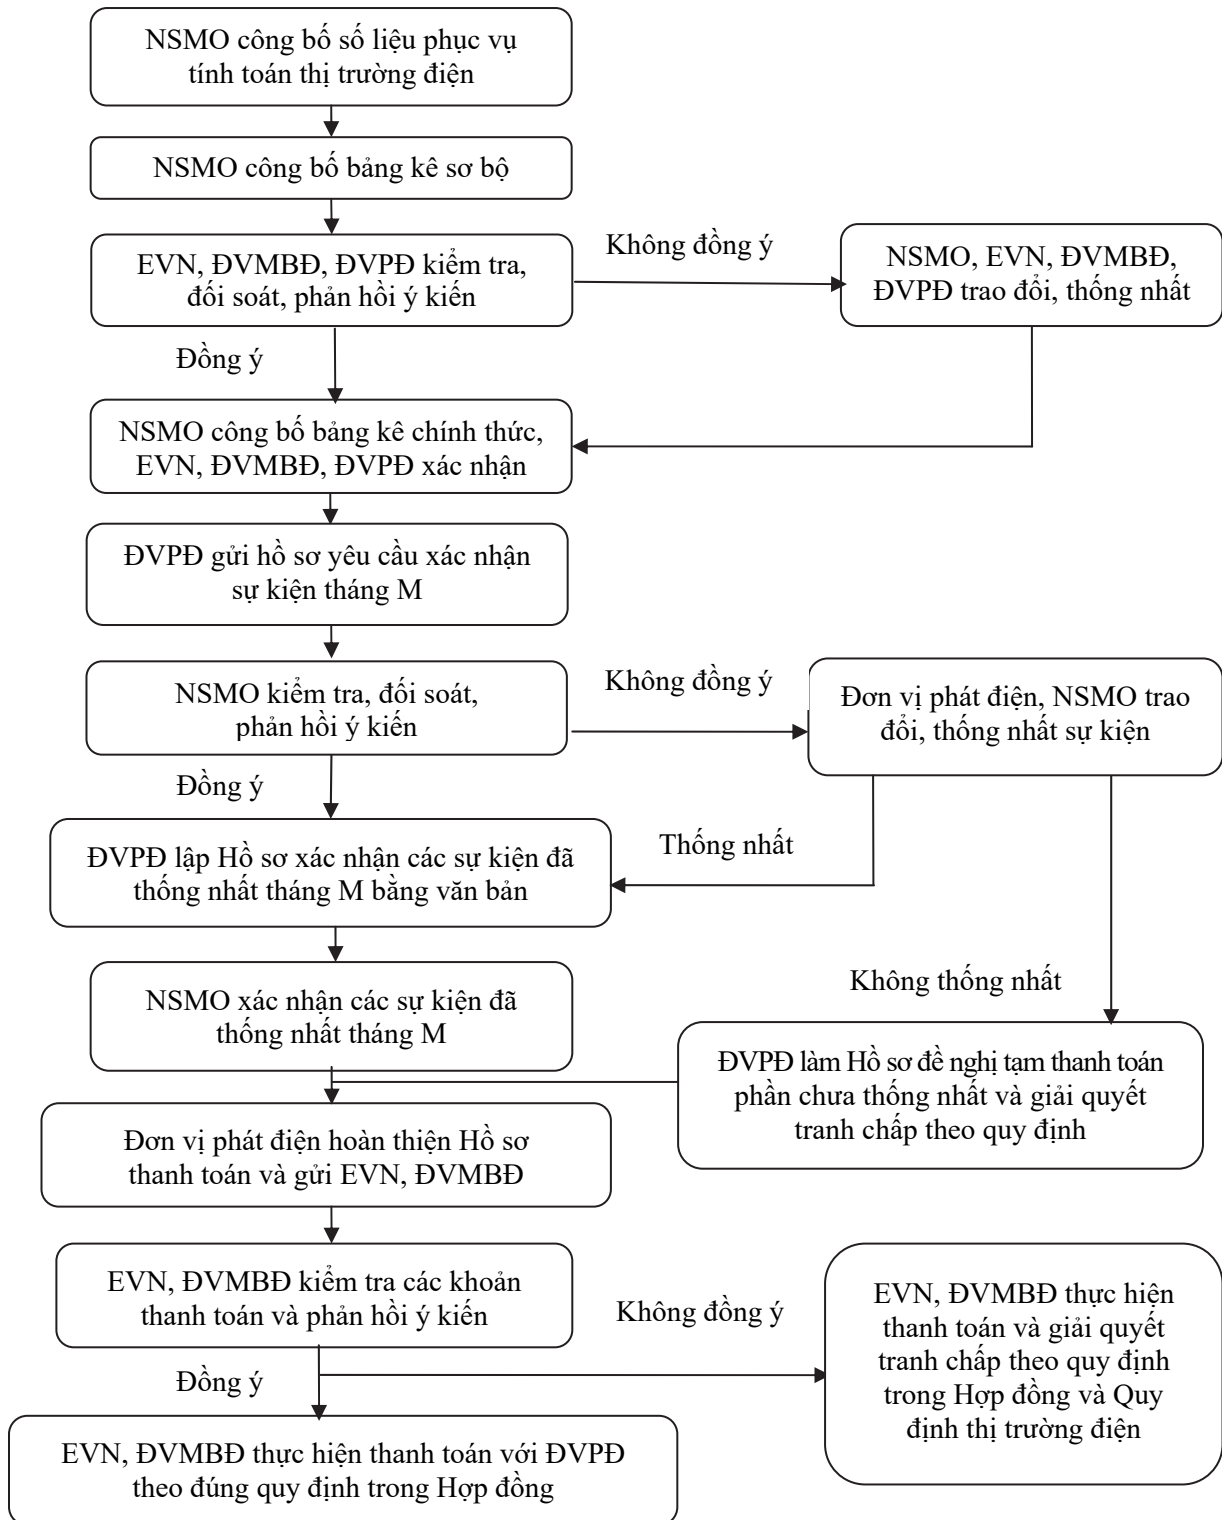 NSMO công bố số liệu phục vụ
tính toán thị trường điện
NSMO công bố bảng kê sơ bộ
EVN, ĐVMBĐ, ĐVPĐ kiểm tra,
đối soát, phản hồi ý kiến
Không đồng ý
NSMO, EVN, ĐVMBĐ,
ĐVPĐ trao đổi, thống nhất
Đồng ý
NSMO công bố bảng kê chính thức,
EVN, ĐVMBĐ, ĐVPĐ xác nhận
ĐVPĐ gửi hồ sơ yêu cầu xác nhận
sự kiện tháng M
NSMO kiểm tra, đối soát,
phản hồi ý kiến
Không đồng ý
Đơn vị phát điện, NSMO trao
đổi, thống nhất sự kiện
Đồng ý
ĐVPĐ lập Hồ sơ xác nhận các sự kiện đã
thống nhất tháng M bằng văn bản
Thống nhất
NSMO xác nhận các sự kiện đã
thống nhất tháng M
Không thống nhất
ĐVPĐ làm Hồ sơ đề nghị tạm thanh toán
phần chưa thống nhất và giải quyết
tranh chấp theo quy định
Đơn vị phát điện hoàn thiện Hồ sơ
thanh toán và gửi EVN, ĐVMBĐ
EVN, ĐVMBĐ kiểm tra các khoản
thanh toán và phản hồi ý kiến
Không đồng ý
EVN, ĐVMBĐ thực hiện
thanh toán và giải quyết
tranh chấp theo quy định
trong Hợp đồng và Quy
định thị trường điện
Đồng ý
EVN, ĐVMBĐ thực hiện thanh toán với ĐVPĐ
theo đúng quy định trong Hợp đồng